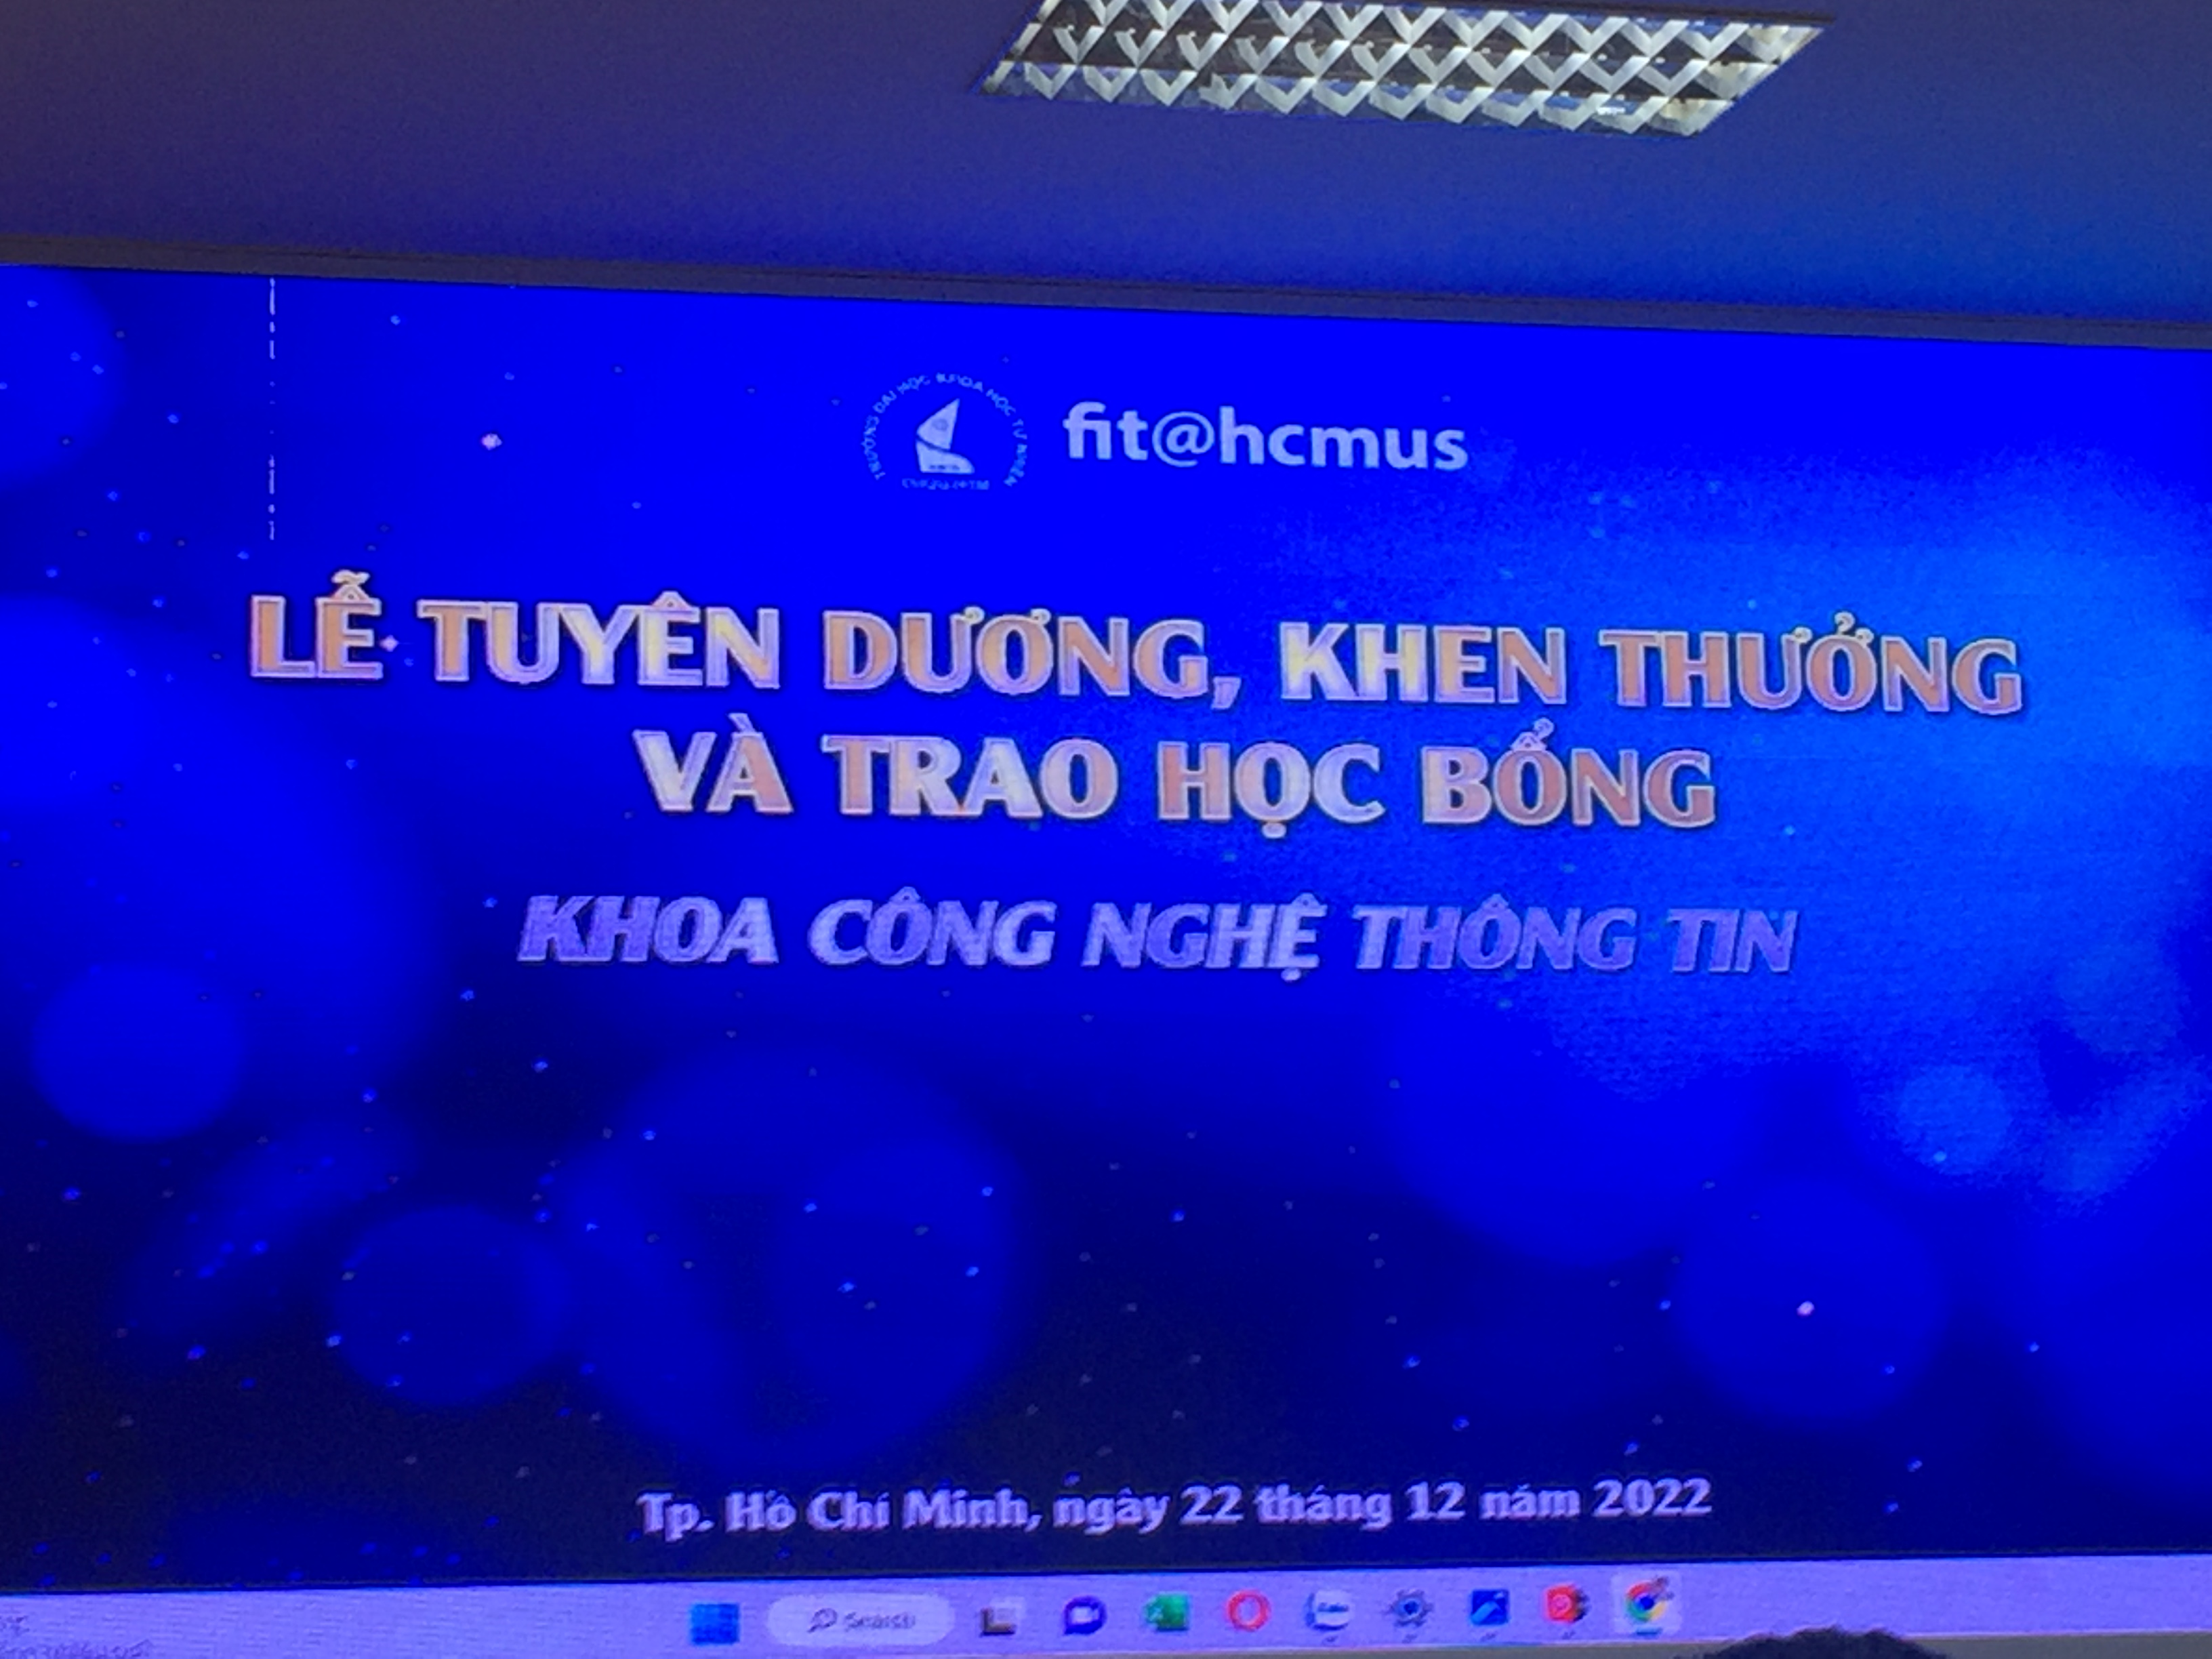 TRƯỜNG ĐẠI HỌC KHOA HỌC TỰ NHIÊN
fit@hcmus
LỄ TUYÊN DƯƠNG, KHEN THƯỞNG
VÀ TRAO HỌC BỔNG
KHOA CÔNG NGHỆ THÔNG TIN
Tp. Hồ Chí Minh, ngày 22 tháng 12 năm 2022
Search